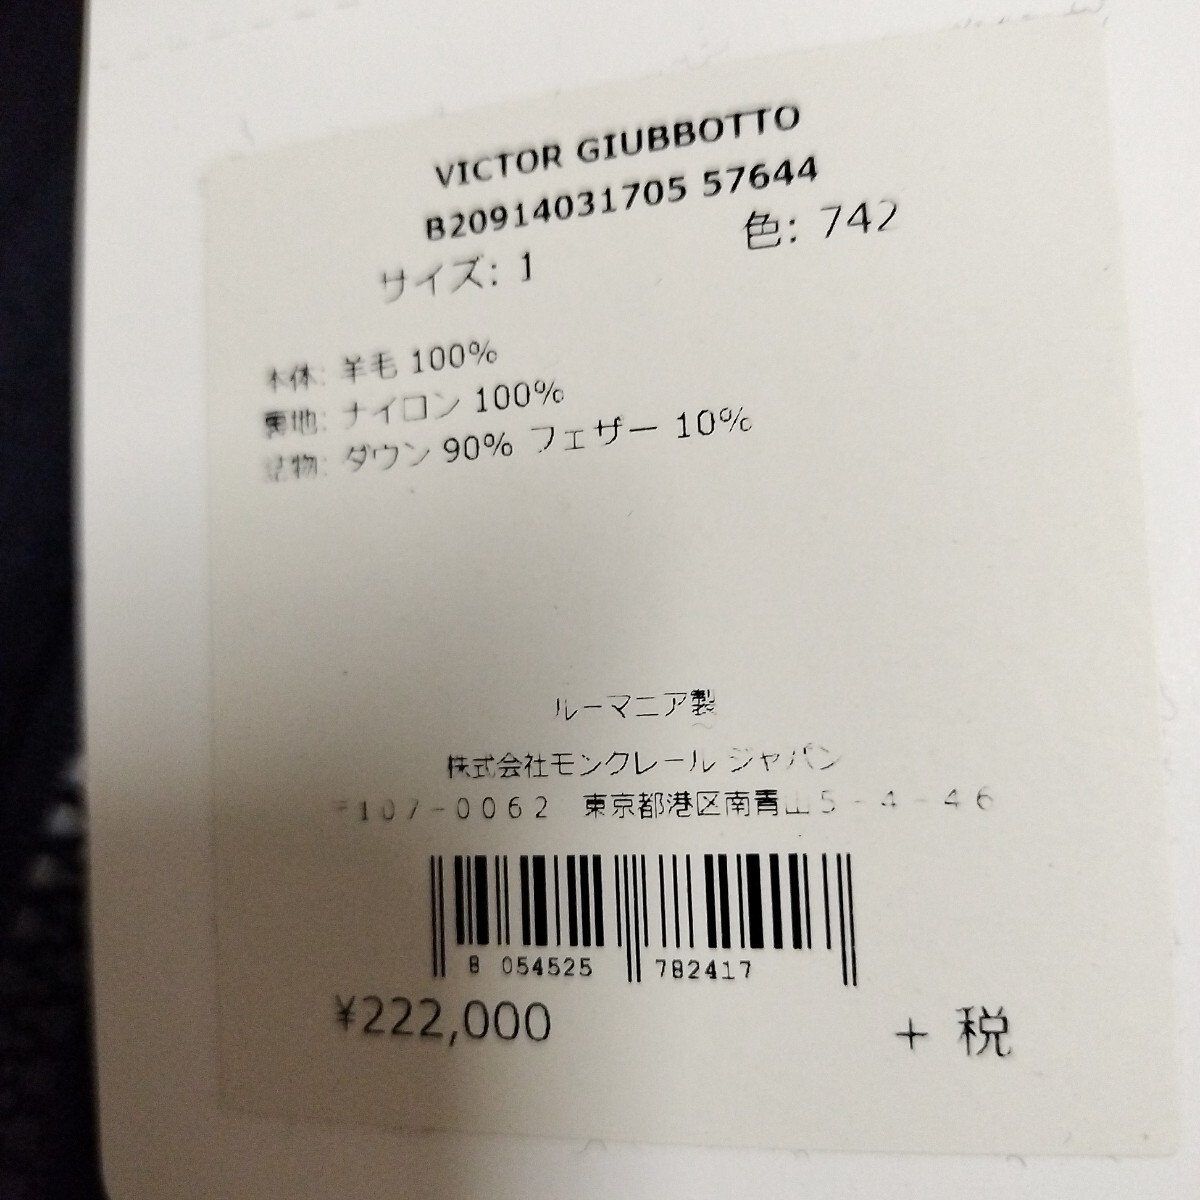 VICTOR GIUBBOTTO
B20914031705 57644
サイズ: 1 色: 742
本体: 羊毛 100%
裏地: ナイロン 100%
詰物: ダウン 90% フェザー 10%
ルーマニア製
株式会社モンクレール ジャパン
〒107-0062 東京都港区南青山5-4-46
8 054525 782417
¥222,000 + 税